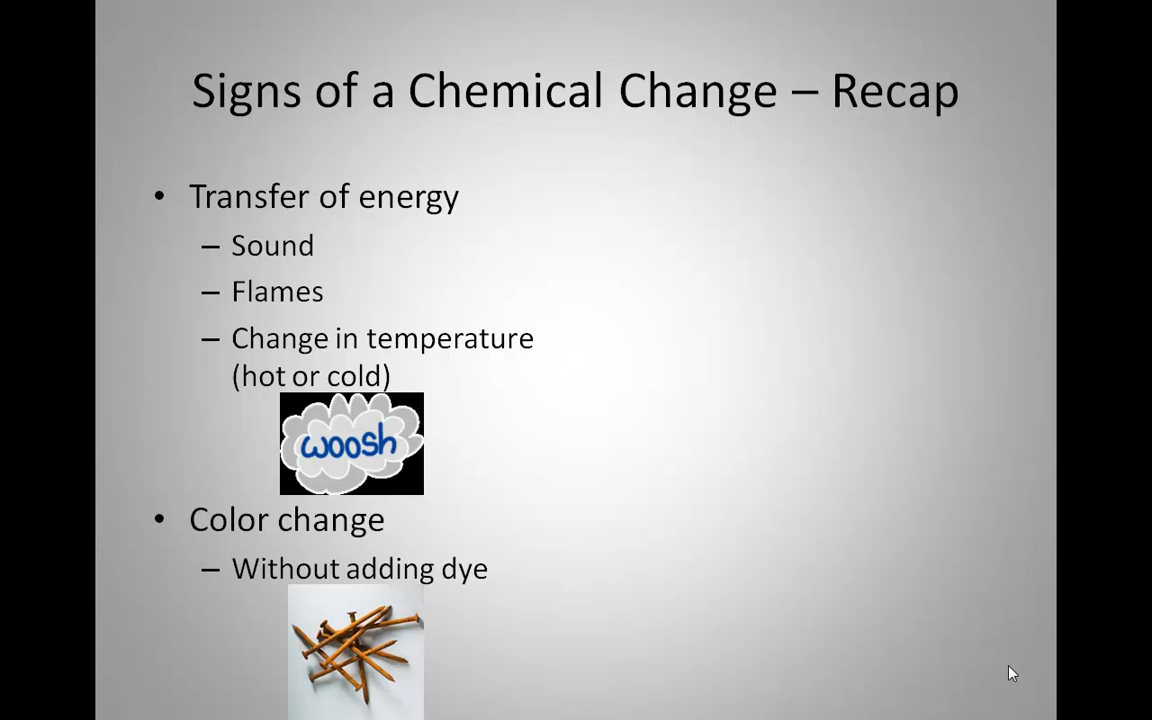 Signs of a Chemical Change – Recap
• Transfer of energy
– Sound
– Flames
– Change in temperature
(hot or cold)
woosh
• Color change
– Without adding dye